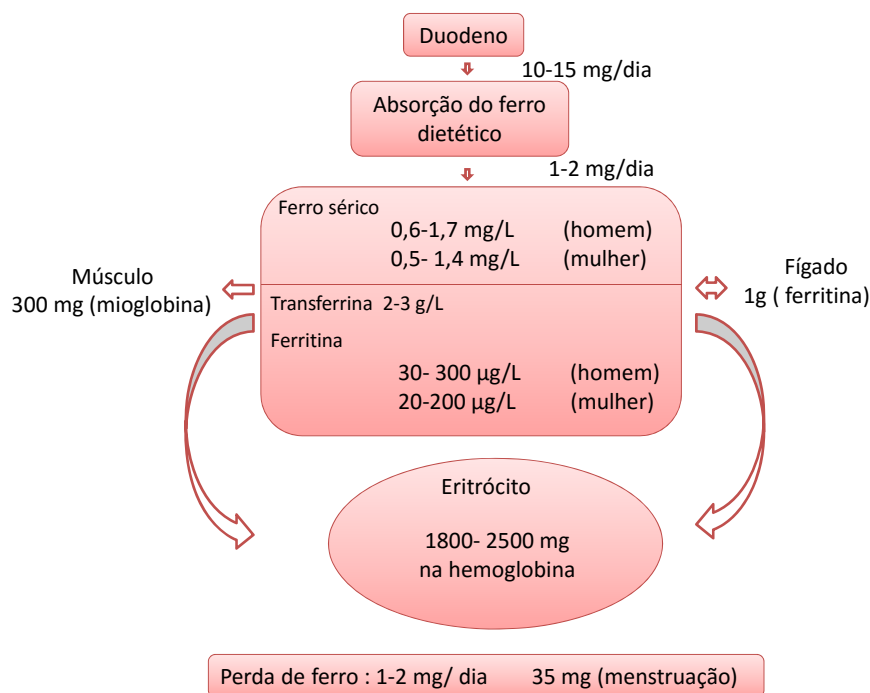 Duodeno
10-15 mg/dia
Absorção do ferro
dietético
1-2 mg/dia
Ferro sérico
0,6-1,7 mg/L (homem)
0,5- 1,4 mg/L (mulher)
Músculo
300 mg (mioglobina)
Fígado
1g ( ferritina)
Transferrina 2-3 g/L
Ferritina
30- 300 µg/L (homem)
20-200 µg/L (mulher)
Eritrócito
1800- 2500 mg
na hemoglobina
Perda de ferro : 1-2 mg/ dia 35 mg (menstruação)